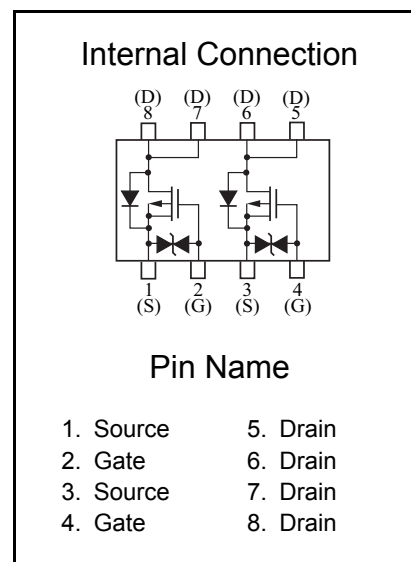 Internal Connection
(D) (D) (D) (D)
8 7 6 5
1 2 3 4
(S) (G) (S) (G)
Pin Name
1. Source 5. Drain
2. Gate 6. Drain
3. Source 7. Drain
4. Gate 8. Drain